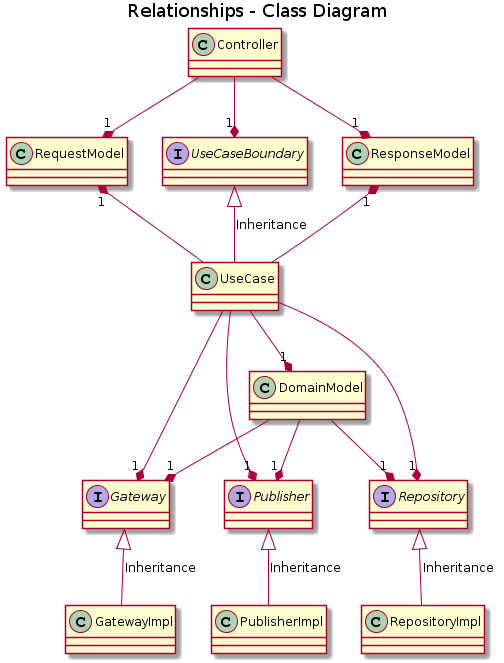 Relationships - Class Diagram
C Controller
1 1 1
C RequestModel
I UseCaseBoundary
C ResponseModel
1 1
Inheritance
C UseCase
1
C DomainModel
1 1 1 1 1 1
I Gateway
I Publisher
I Repository
Inheritance
Inheritance
Inheritance
C GatewayImpl
C PublisherImpl
C RepositoryImpl